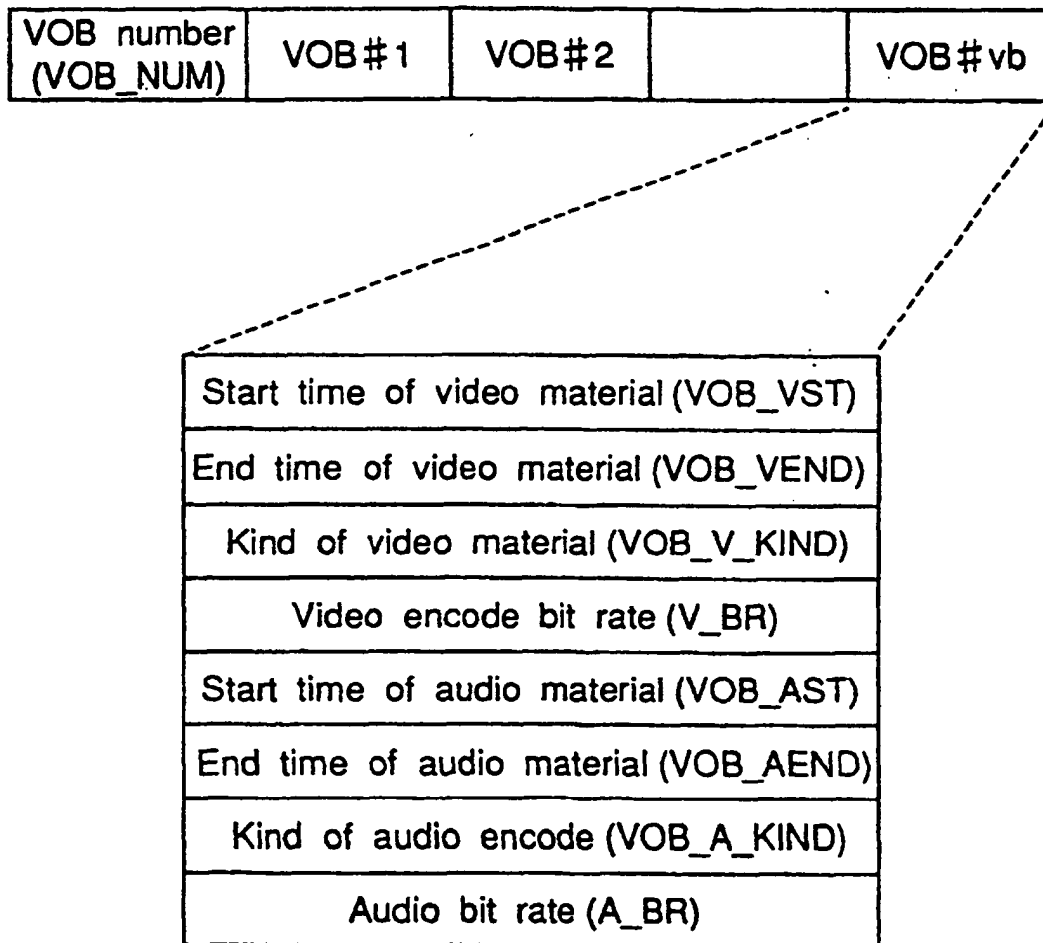 VOB number
(VOB_NUM)
VOB#1
VOB#2
VOB#vb
Start time of video material (VOB_VST)
End time of video material (VOB_VEND)
Kind of video material (VOB_V_KIND)
Video encode bit rate (V_BR)
Start time of audio material (VOB_AST)
End time of audio material (VOB_AEND)
Kind of audio encode (VOB_A_KIND)
Audio bit rate (A_BR)